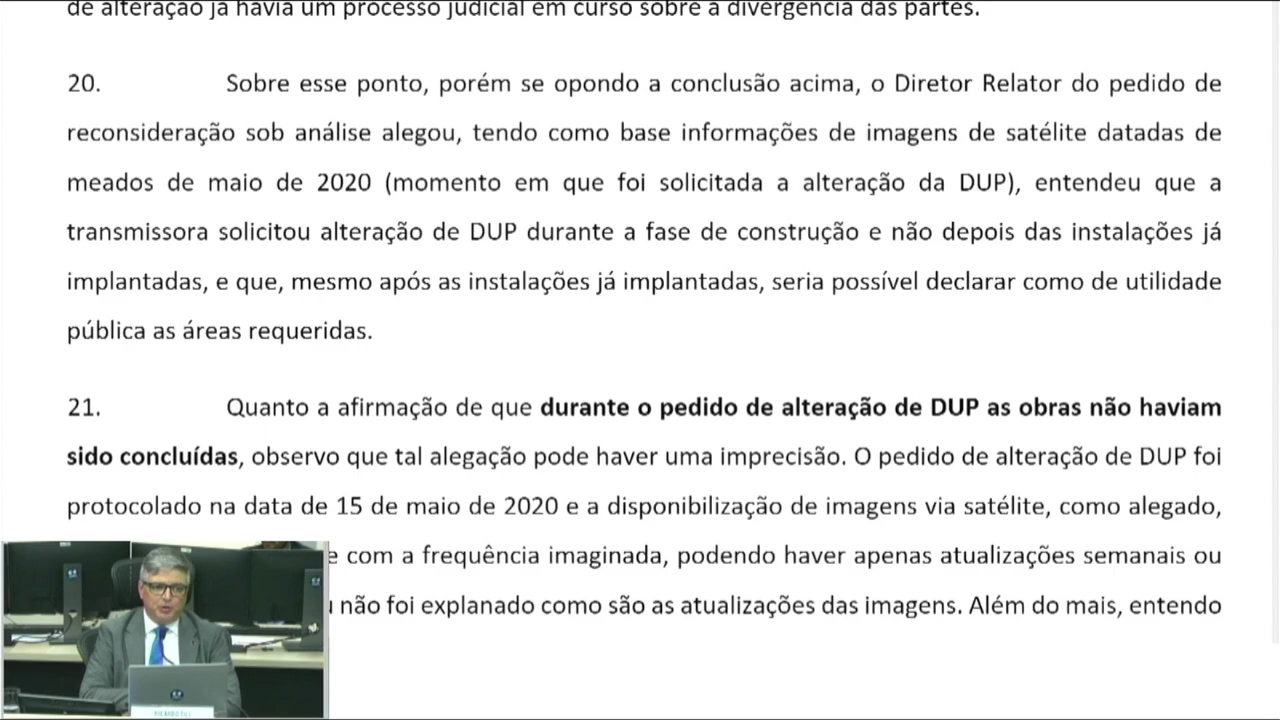 de alteração já havia um processo judicial em curso sobre a divergência das partes.
20. Sobre esse ponto, porém se opondo a conclusão acima, o Diretor Relator do pedido de
reconsideração sob análise alegou, tendo como base informações de imagens de satélite datadas de
meados de maio de 2020 (momento em que foi solicitada a alteração da DUP), entendeu que a
transmissora solicitou alteração de DUP durante a fase de construção e não depois das instalações já
implantadas, e que, mesmo após as instalações já implantadas, seria possível declarar como de utilidade
pública as áreas requeridas.
21. Quanto a afirmação de que durante o pedido de alteração de DUP as obras não haviam
sido concluídas, observo que tal alegação pode haver uma imprecisão. O pedido de alteração de DUP foi
protocolado na data de 15 de maio de 2020 e a disponibilização de imagens via satélite, como alegado,
com a frequência imaginada, podendo haver apenas atualizações semanais ou
não foi explanado como são as atualizações das imagens. Além do mais, entendo